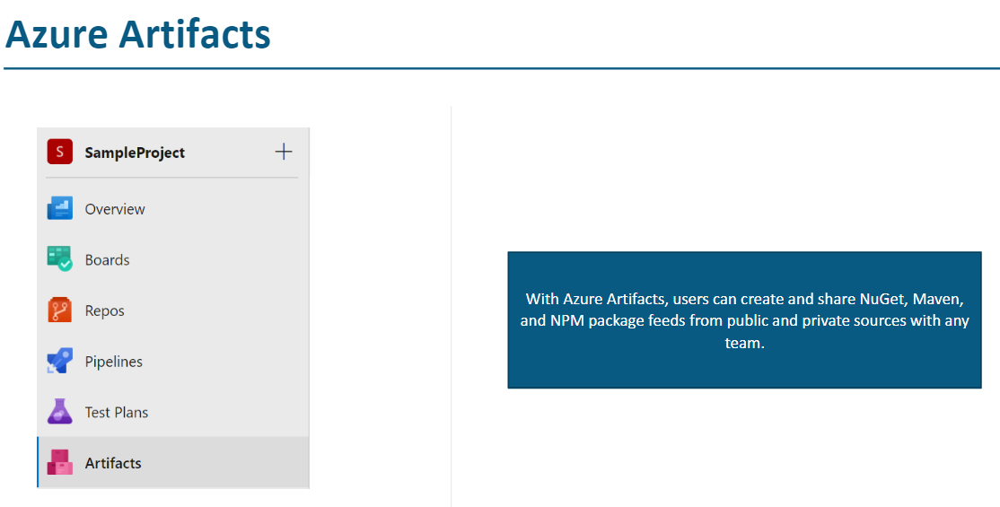 Azure Artifacts
S
SampleProject
Overview
Boards
Repos
Pipelines
Test Plans
Artifacts
With Azure Artifacts, users can create and share NuGet, Maven,
and NPM package feeds from public and private sources with any
team.